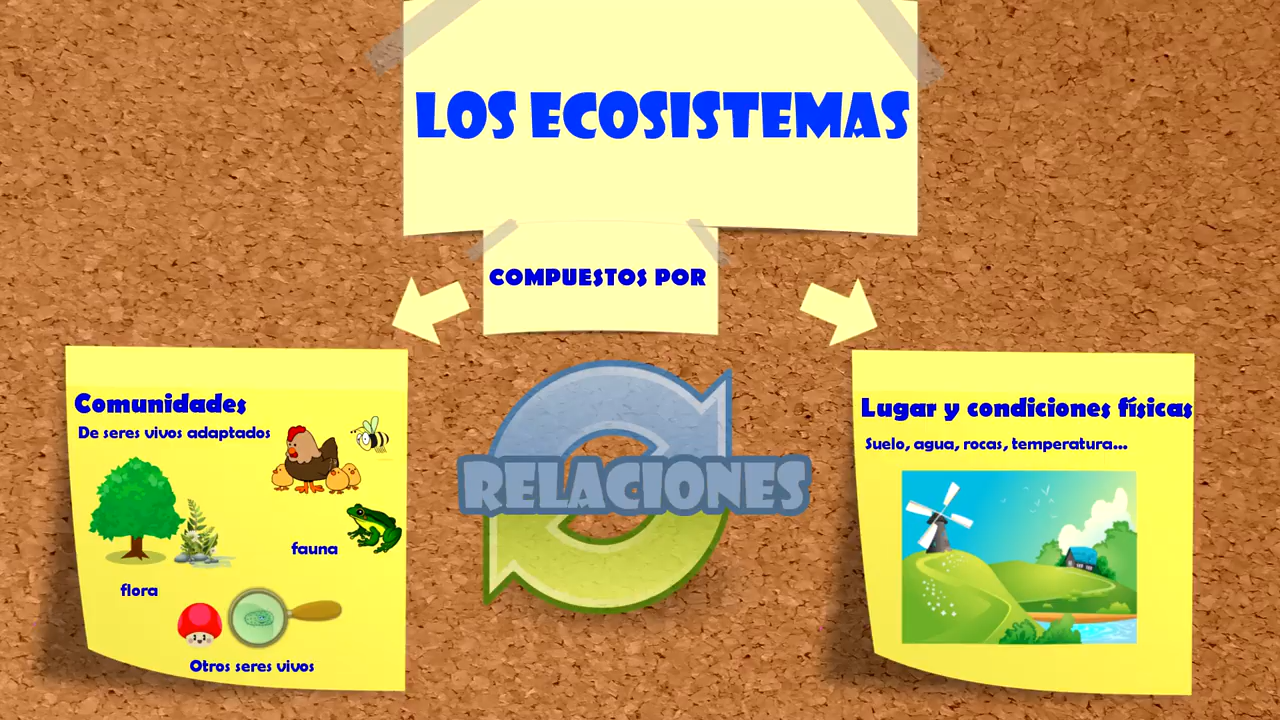 LOS ECOSISTEMAS
COMPUESTOS POR
Comunidades
De seres vivos adaptados
fauna
flora
Otros seres vivos
RELACIONES
Lugar y condiciones físicas
Suelo, agua, rocas, temperatura...